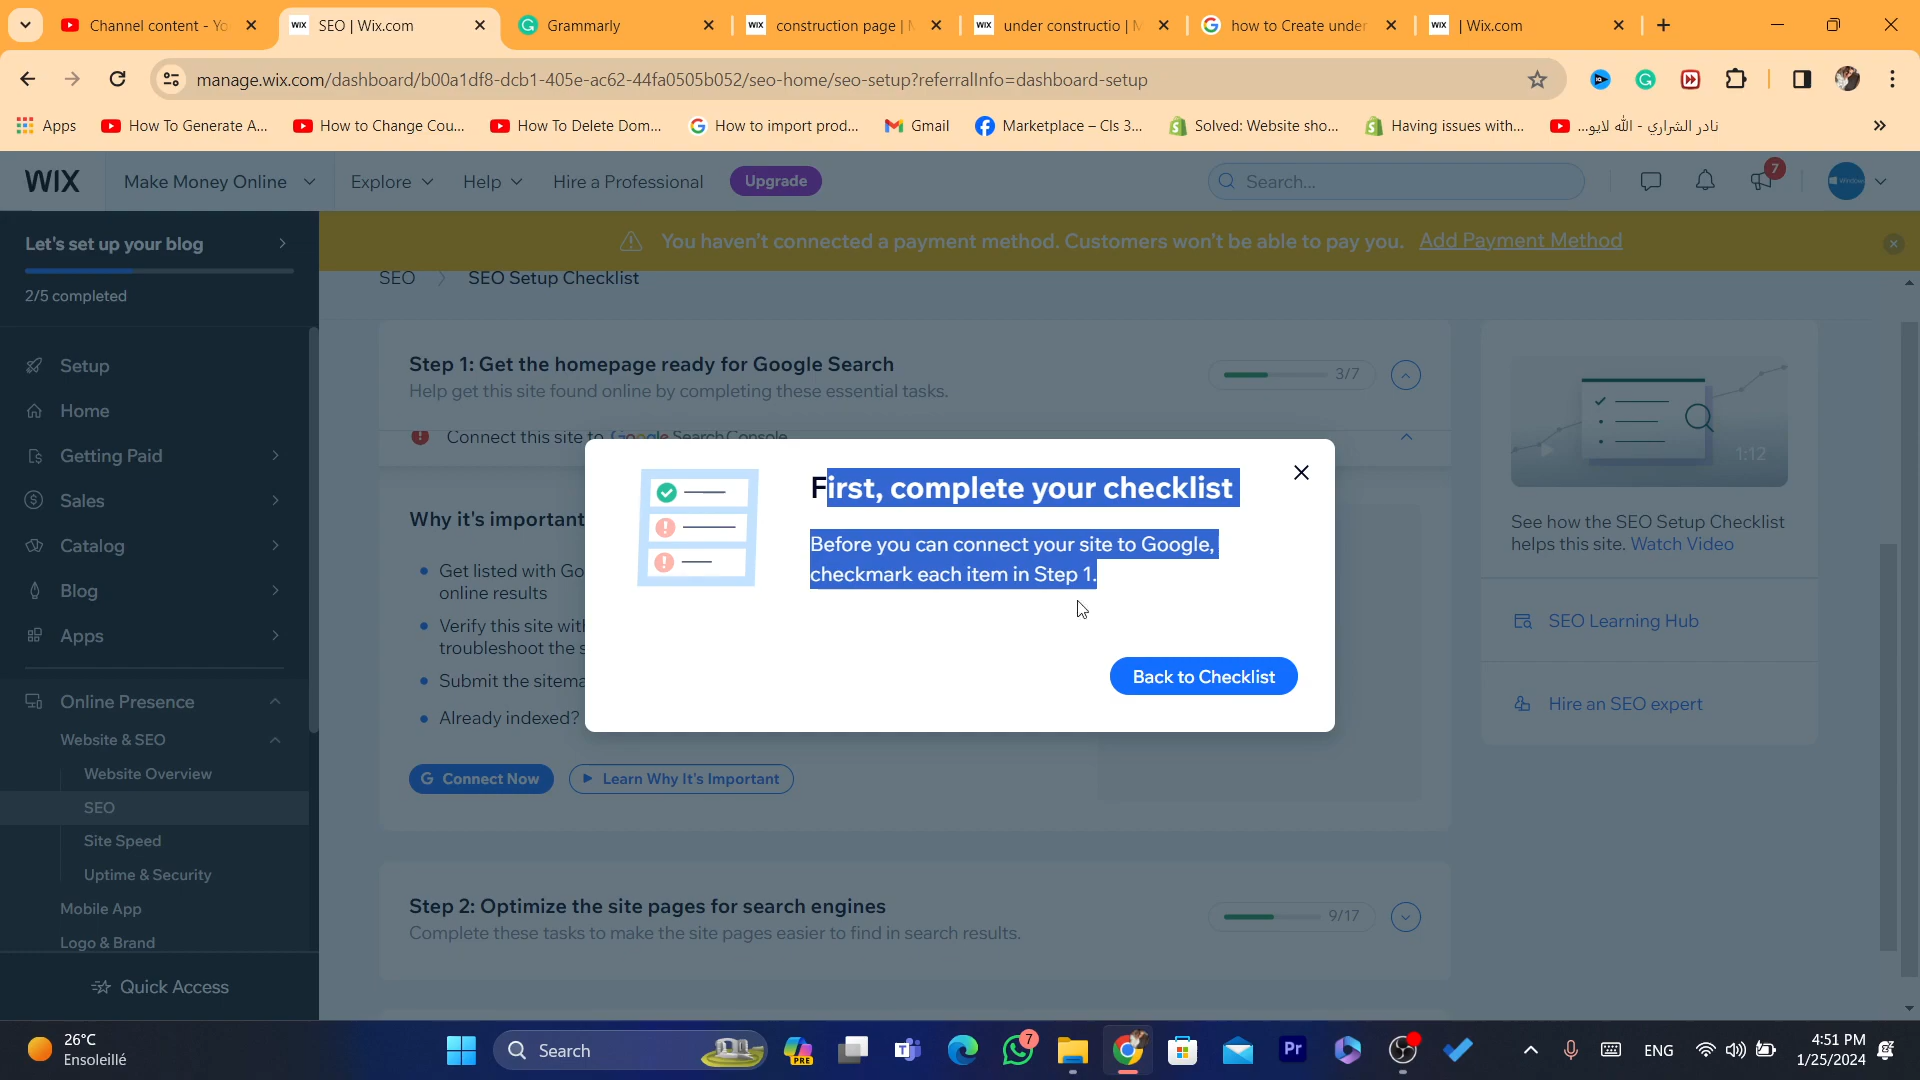 Channel content - Yo
SEO | Wix.com
Grammarly
construction page | M
under constructio | M
how to Create under
| Wix.com
manage.wix.com/dashboard/b00a1df8-dcb1-405e-ac62-44fa0505b052/seo-home/seo-setup?referralInfo=dashboard-setup
Apps
How To Generate A...
How to Change Cou...
How To Delete Dom...
How to import prod...
Gmail
Marketplace – Cls 3...
Solved: Website sho...
Having issues with...
نادر الشراري - الله لايو...
WIX
Make Money Online
Explore
Help
Hire a Professional
Upgrade
Search...
7
Let's set up your blog
2/5 completed
You haven't connected a payment method. Customers won't be able to pay you. Add Payment Method
SEO
SEO Setup Checklist
Setup
Home
Getting Paid
Sales
Catalog
Blog
Apps
Online Presence
Website & SEO
Website Overview
SEO
Site Speed
Uptime & Security
Mobile App
Logo & Brand
Quick Access
Step 1: Get the homepage ready for Google Search
Help get this site found online by completing these essential tasks.
3/7
Connect this site to Google Search Console
Why it's important
Get listed with Go
online results
Verify this site with
troubleshoot the s
Submit the sitema
Already indexed?
Connect Now
Learn Why It's Important
First, complete your checklist
Before you can connect your site to Google,
checkmark each item in Step 1.
Back to Checklist
Step 2: Optimize the site pages for search engines
Complete these tasks to make the site pages easier to find in search results.
9/17
1:12
See how the SEO Setup Checklist
helps this site. Watch Video
SEO Learning Hub
Hire an SEO expert
26°C
Ensoleillé
Search
PRE
7
Pr
ENG
4:51 PM
1/25/2024